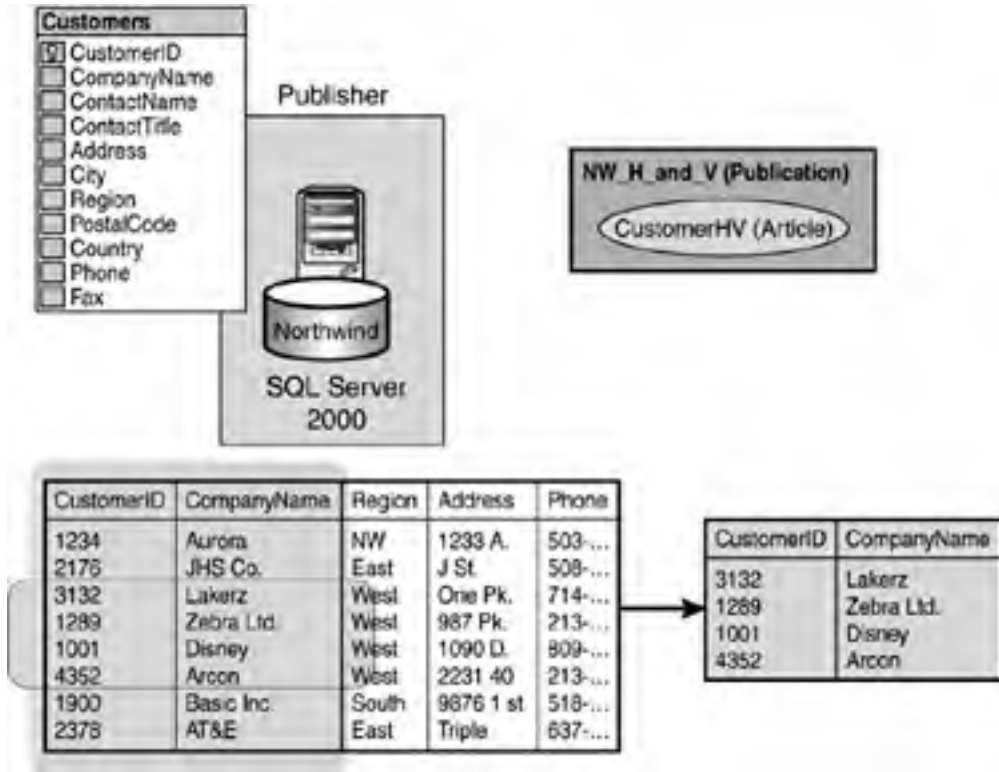 Customers
CustomerID
CompanyName
ContactName
ContactTitle
Address
City
Region
PostalCode
Country
Phone
Fax
Publisher
Northwind
SQL Server
2000
NW_H_and_V (Publication)
CustomerHV (Article)
CustomerID CompanyName Region Address Phone
1234 Aurora NW 1233 A. 503-...
2176 JHS Co. East J St. 508-...
3132 Lakerz West One Pk. 714-...
1289 Zebra Ltd. West 987 Pk. 213-...
1001 Disney West 1090 D. 809-...
4352 Arcon West 2231 40 213-...
1900 Basic Inc. South 9876 1 st 518-...
2378 AT&E East Triple 637-...
CustomerID CompanyName
3132 Lakerz
1289 Zebra Ltd.
1001 Disney
4352 Arcon